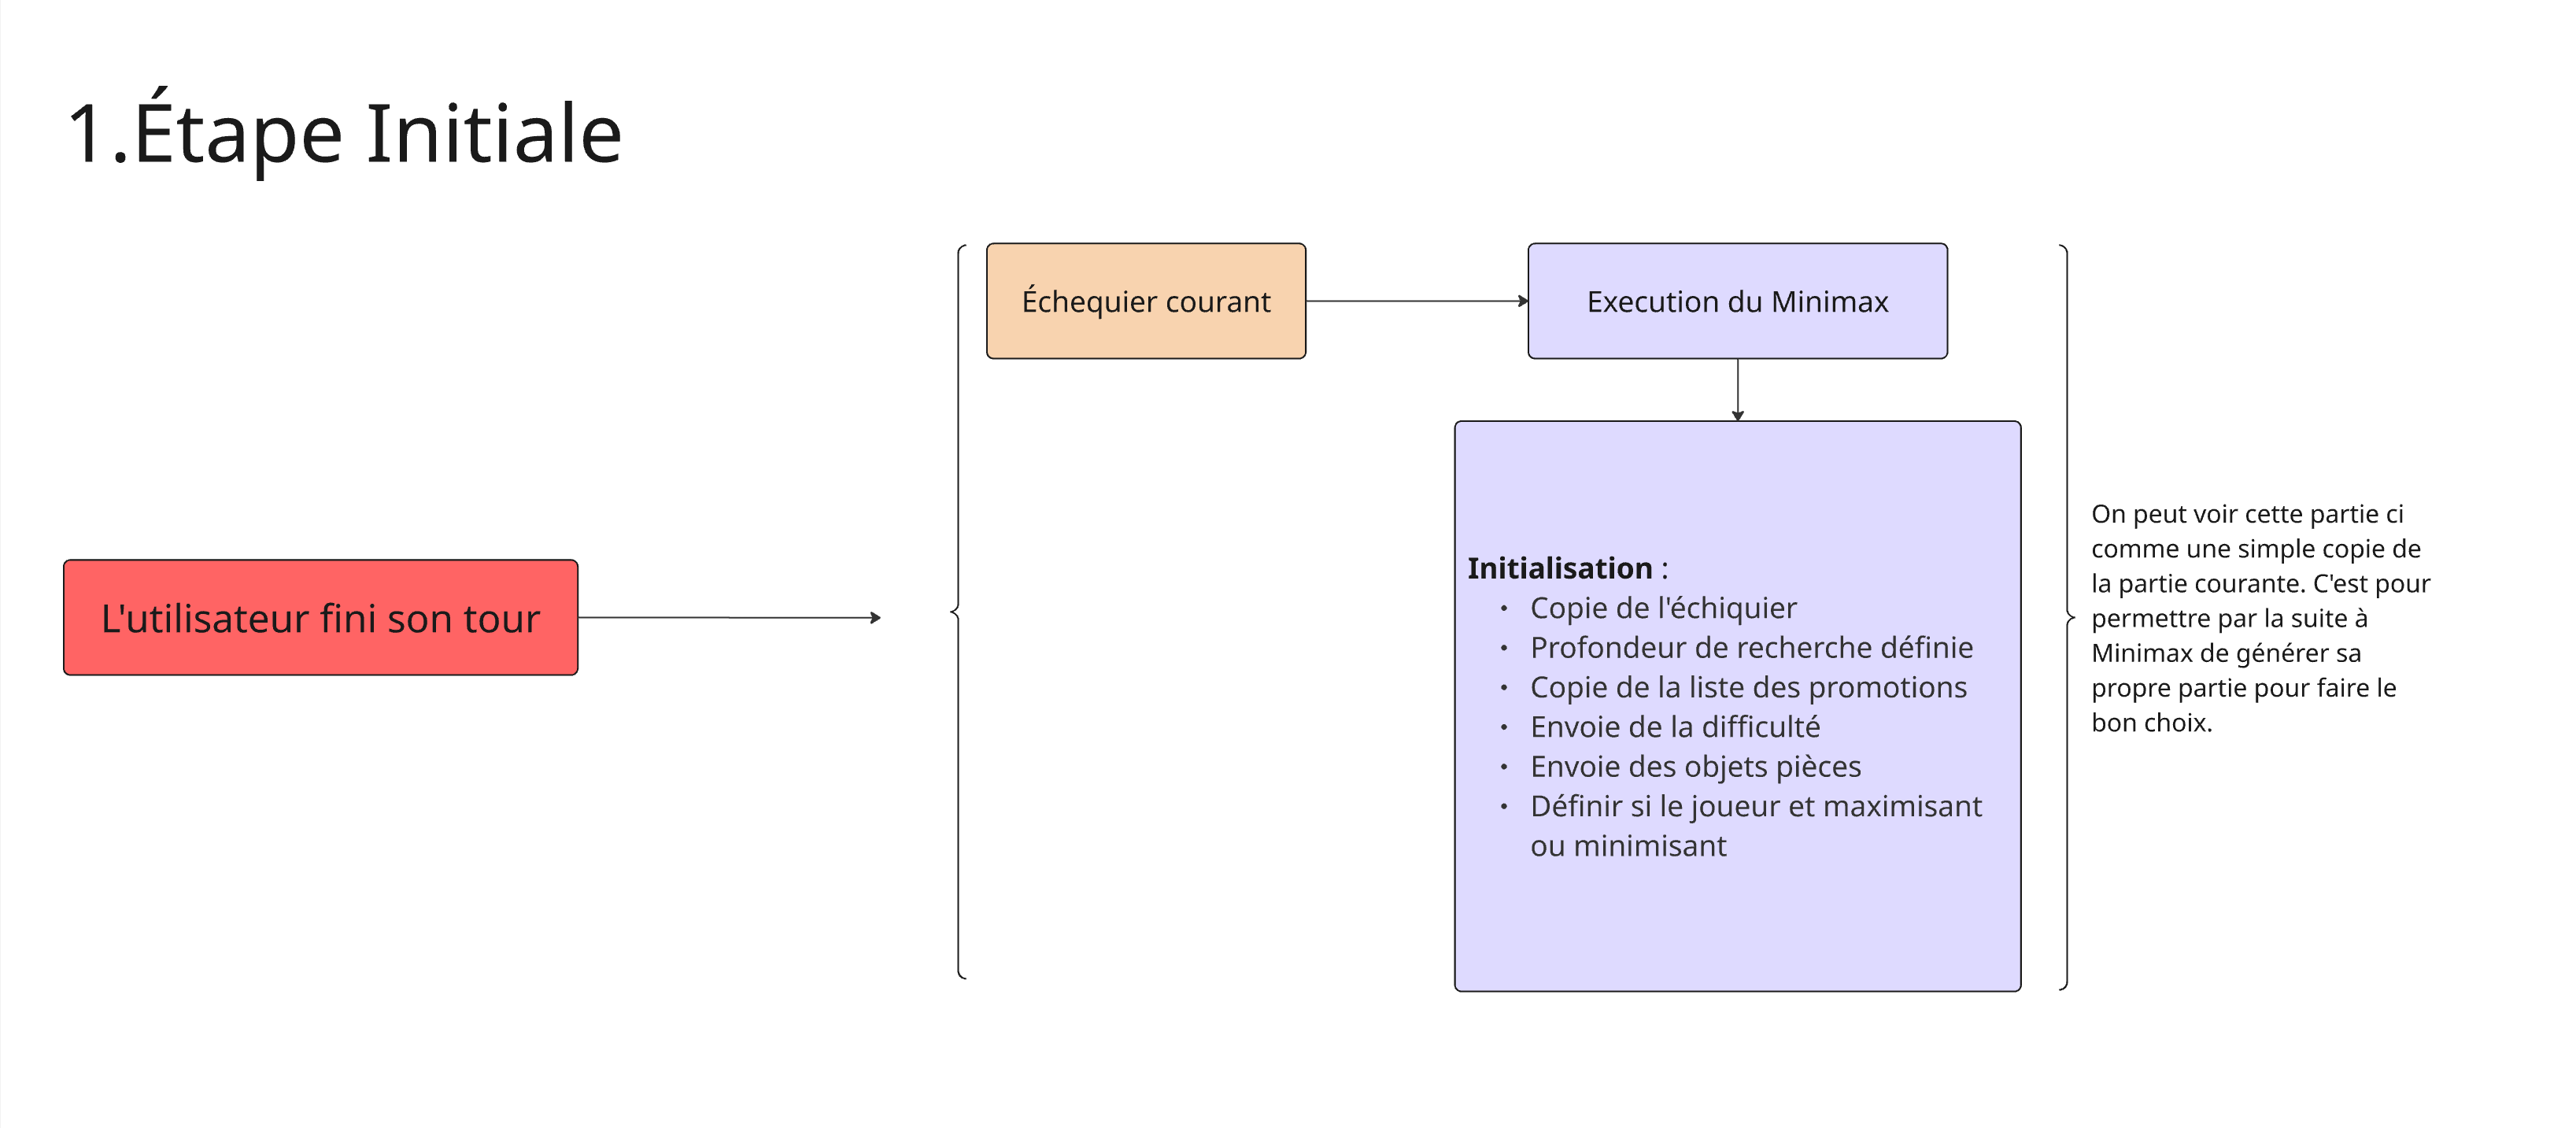 1.Étape Initiale
Échequier courant
Execution du Minimax
L'utilisateur fini son tour
Initialisation :
• Copie de l'échiquier
• Profondeur de recherche définie
• Copie de la liste des promotions
• Envoie de la difficulté
• Envoie des objets pièces
• Définir si le joueur et maximisant
ou minimisant
On peut voir cette partie ci
comme une simple copie de
la partie courante. C'est pour
permettre par la suite à
Minimax de générer sa
propre partie pour faire le
bon choix.